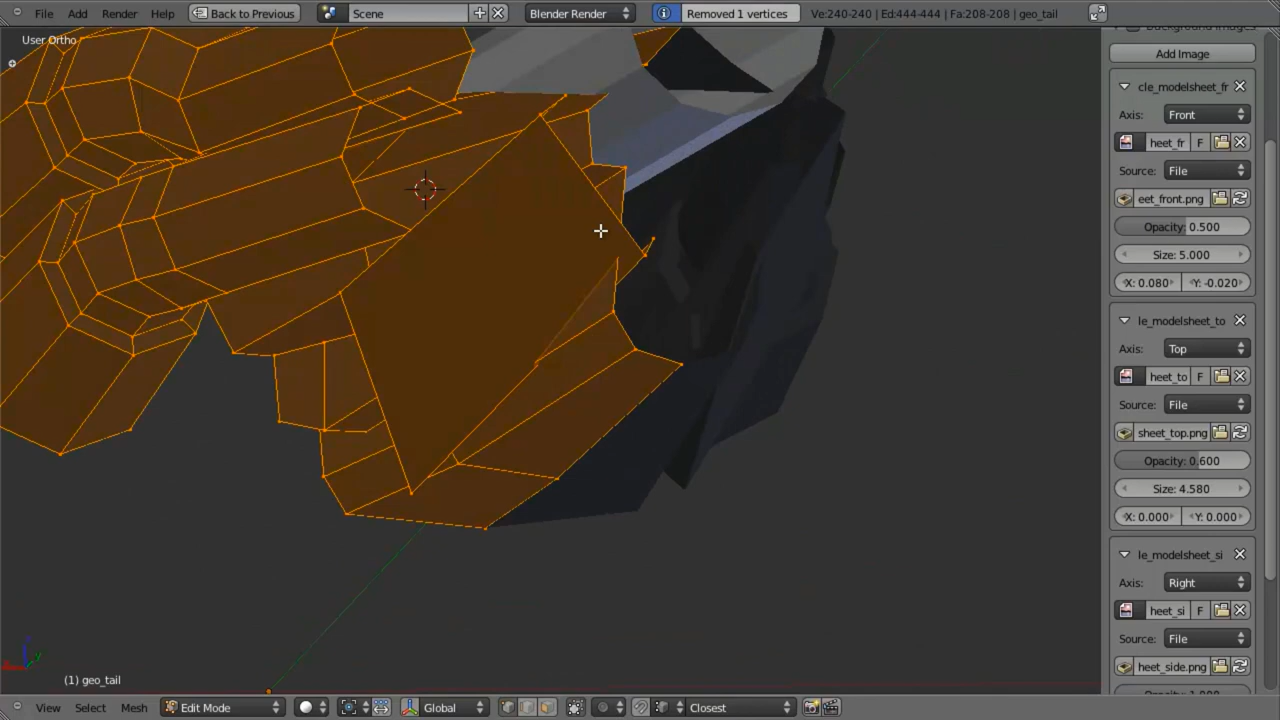 File Add Render Help Back to Previous Scene Blender Render Removed 1 vertices Ve:240-240 | Ed:444-444 | Fa:208-208 | geo_tail
User Ortho
Add Image
cle_modelsheet_fr
Axis: Front
heet_fr F
Source: File
eet_front.png
Opacity: 0.500
Size: 5.000
X: 0.080 Y: -0.020
le_modelsheet_to
Axis: Top
heet_to F
Source: File
sheet_top.png
Opacity: 0.600
Size: 4.580
X: 0.000 Y: 0.000
le_modelsheet_si
Axis: Right
heet_si F
Source: File
heet_side.png
(1) geo_tail
View Select Mesh Edit Mode Global Closest